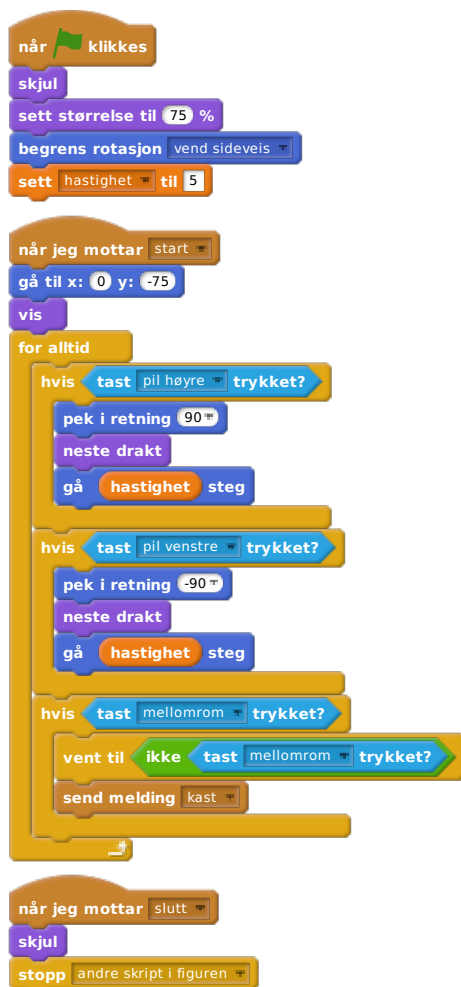 når klikkes
skjul
sett størrelse til 75 %
begrens rotasjon vend sideveis
sett hastighet til 5
når jeg mottar start
gå til x: 0 y: -75
vis
for alltid
hvis tast pil høyre trykket?
pek i retning 90
neste drakt
gå hastighet steg
hvis tast pil venstre trykket?
pek i retning -90
neste drakt
gå hastighet steg
hvis tast mellomrom trykket?
vent til ikke tast mellomrom trykket?
send melding kast
når jeg mottar slutt
skjul
stopp andre skript i figuren